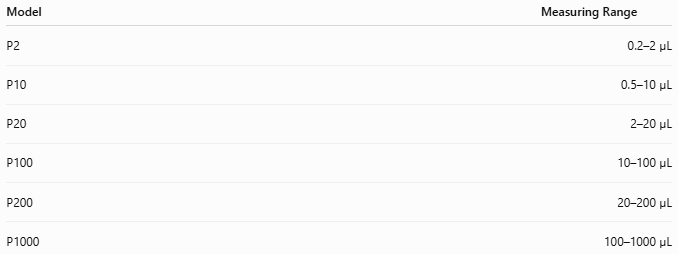 Model Measuring Range
P2 0.2–2 µL
P10 0.5–10 µL
P20 2–20 µL
P100 10–100 µL
P200 20–200 µL
P1000 100–1000 µL